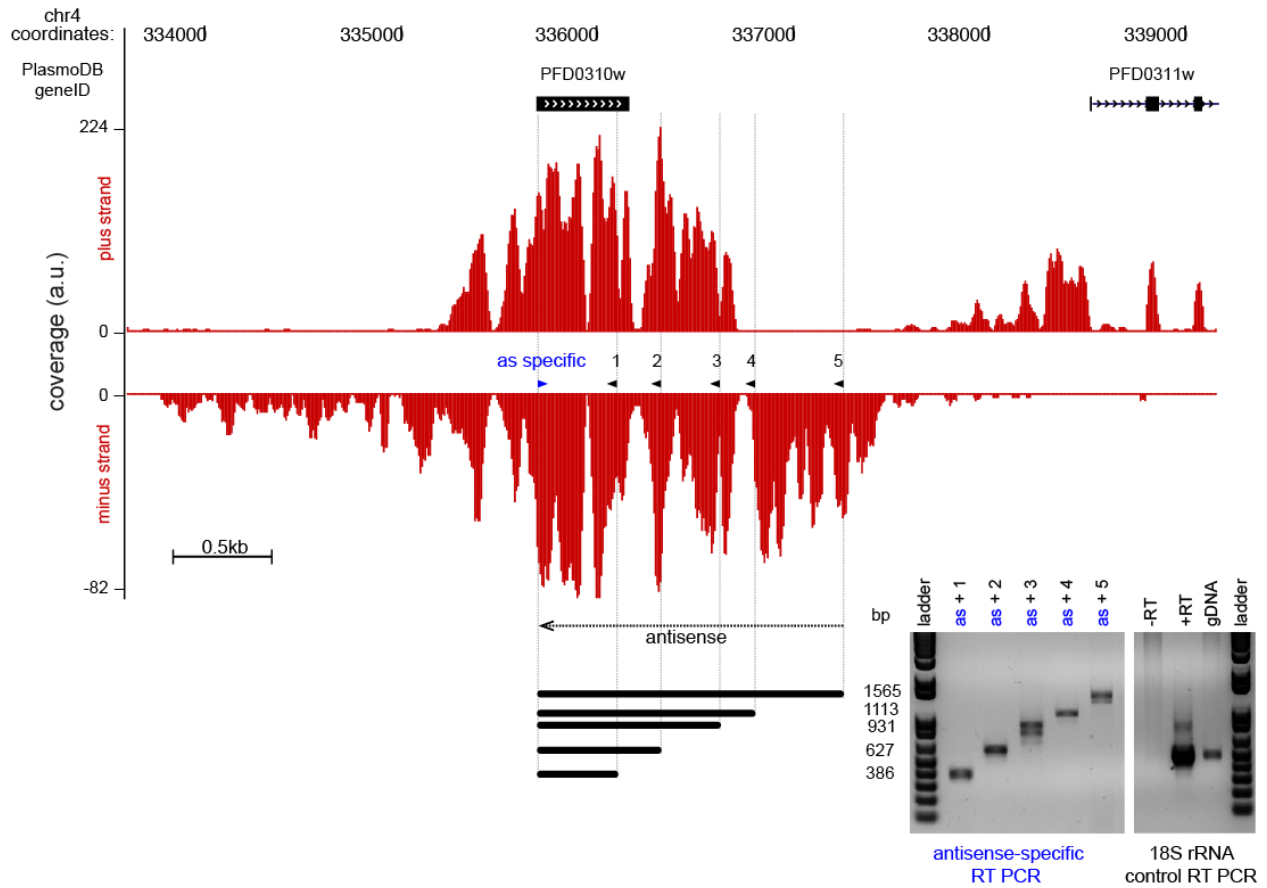 chr4
coordinates:
334000
335000
336000
337000
338000
339000
PlasmoDB
geneID
PFD0310w
PFD0311w
224
0
plus strand
coverage (a.u.)
as specific
1
2
3
4
5
0
minus strand
0.5kb
-82
antisense
bp
1565
1113
931
627
386
ladder
as + 1
as + 2
as + 3
as + 4
as + 5
-RT
+RT
gDNA
ladder
antisense-specific
RT PCR
18S rRNA
control RT PCR